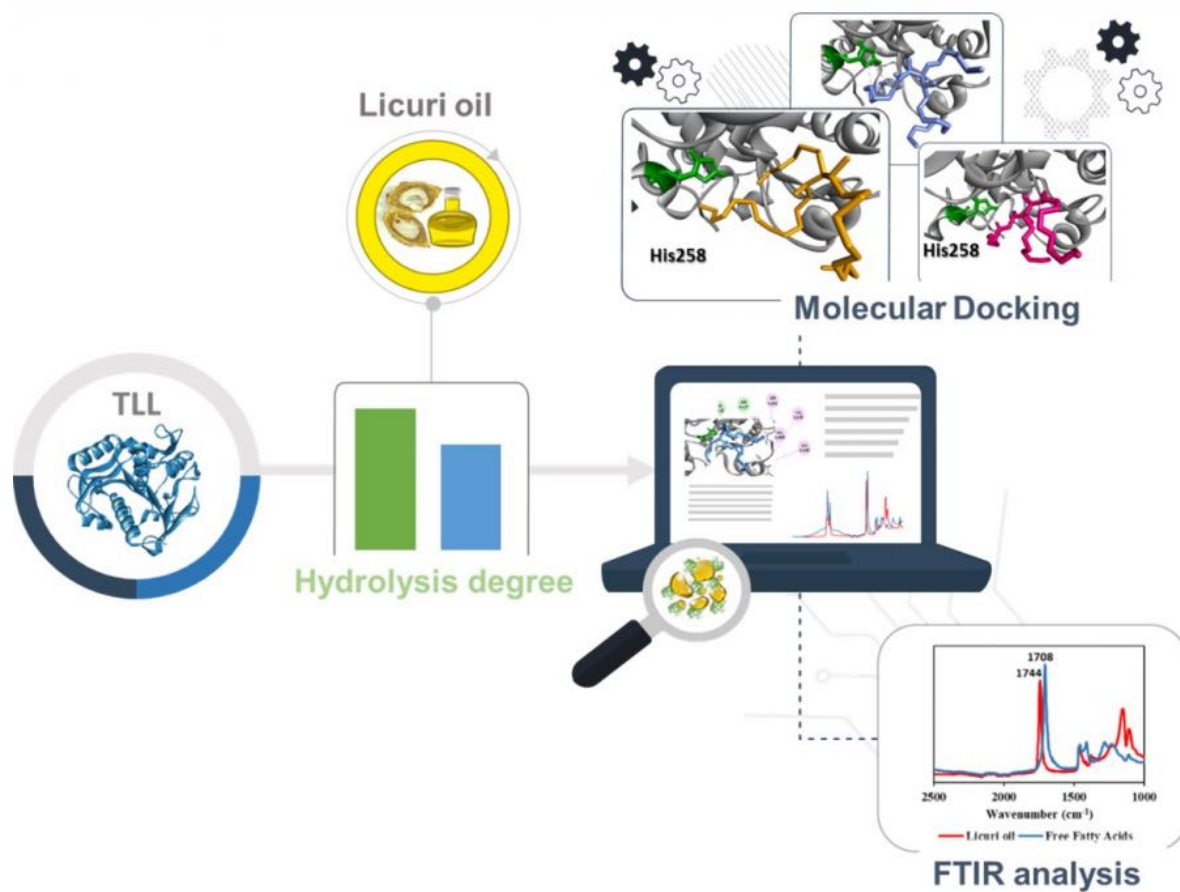 Licuri oil
His258
His258
Molecular Docking
TLL
Hydrolysis degree
1708
1744
2500 2000 1500 1000
Wavenumber (cm-1)
Licuri oil Free Fatty Acids
FTIR analysis